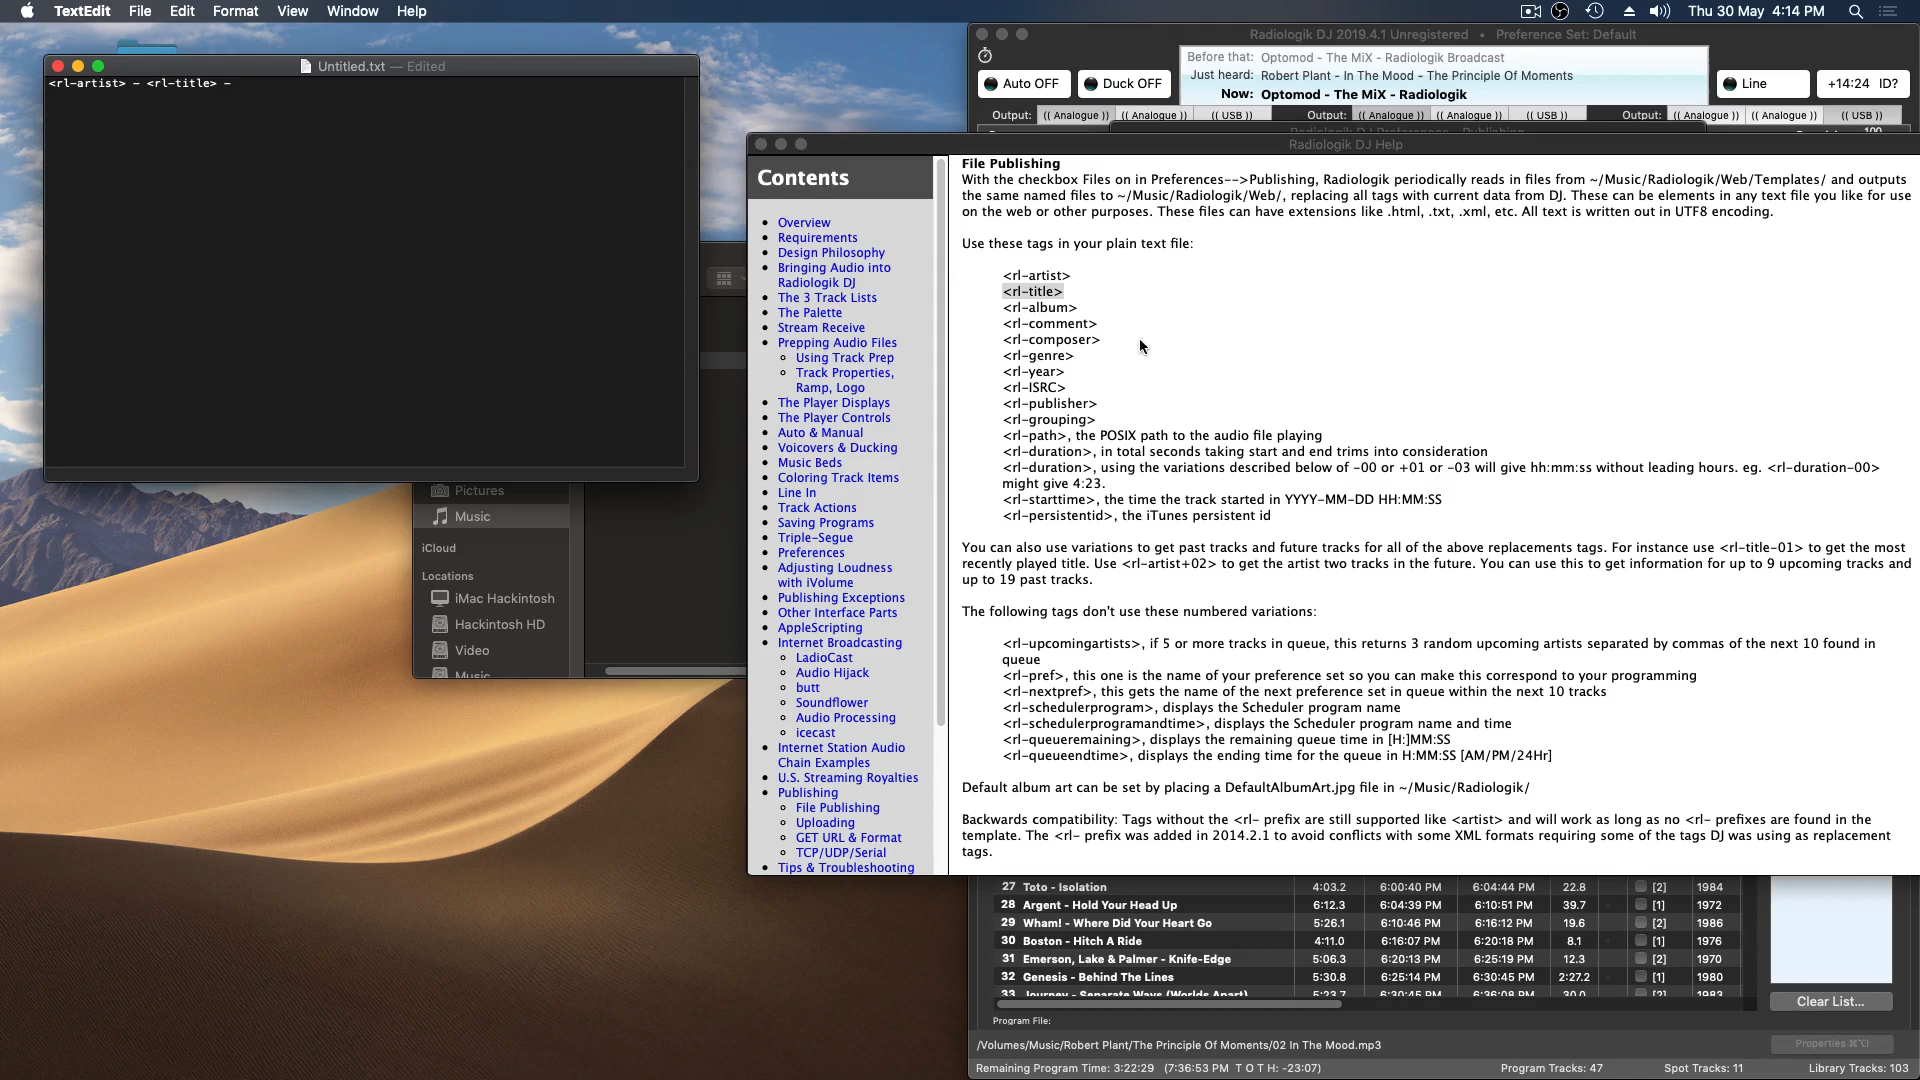 TextEdit File Edit Format View Window Help
Thu 30 May 4:14 PM
Untitled.txt — Edited
<rl-artist> - <rl-title> -
Radiologik DJ 2019.4.1 Unregistered • Preference Set: Default
Before that: Optomod - The MiX - Radiologik Broadcast
Just heard: Robert Plant - In The Mood - The Principle Of Moments
Now: Optomod - The MiX - Radiologik
Auto OFF
Duck OFF
Line
+14:24 ID?
Output: (( Analogue )) (( Analogue )) (( USB )) Output: (( Analogue )) (( Analogue )) (( USB )) Output: (( Analogue )) (( Analogue )) (( USB ))
Radiologik DJ Help
Contents
Overview
Requirements
Design Philosophy
Bringing Audio into
Radiologik DJ
The 3 Track Lists
The Palette
Stream Receive
Prepping Audio Files
Using Track Prep
Track Properties,
Ramp, Logo
The Player Displays
The Player Controls
Auto & Manual
Voicovers & Ducking
Music Beds
Coloring Track Items
Line In
Track Actions
Saving Programs
Triple-Segue
Preferences
Adjusting Loudness
with iVolume
Publishing Exceptions
Other Interface Parts
AppleScripting
Internet Broadcasting
LadioCast
Audio Hijack
butt
Soundflower
Audio Processing
icecast
Internet Station Audio
Chain Examples
U.S. Streaming Royalties
Publishing
File Publishing
Uploading
GET URL & Format
TCP/UDP/Serial
Tips & Troubleshooting
File Publishing
With the checkbox Files on in Preferences-->Publishing, Radiologik periodically reads in files from ~/Music/Radiologik/Web/Templates/ and outputs
the same named files to ~/Music/Radiologik/Web/, replacing all tags with current data from DJ. These can be elements in any text file you like for use
on the web or other purposes. These files can have extensions like .html, .txt, .xml, etc. All text is written out in UTF8 encoding.
Use these tags in your plain text file:
<rl-artist>
<rl-title>
<rl-album>
<rl-comment>
<rl-composer>
<rl-genre>
<rl-year>
<rl-ISRC>
<rl-publisher>
<rl-grouping>
<rl-path>, the POSIX path to the audio file playing
<rl-duration>, in total seconds taking start and end trims into consideration
<rl-duration>, using the variations described below of -00 or +01 or -03 will give hh:mm:ss without leading hours. eg. <rl-duration-00>
might give 4:23.
<rl-starttime>, the time the track started in YYYY-MM-DD HH:MM:SS
<rl-persistentid>, the iTunes persistent id
You can also use variations to get past tracks and future tracks for all of the above replacements tags. For instance use <rl-title-01> to get the most
recently played title. Use <rl-artist+02> to get the artist two tracks in the future. You can use this to get information for up to 9 upcoming tracks and
up to 19 past tracks.
The following tags don't use these numbered variations:
<rl-upcomingartists>, if 5 or more tracks in queue, this returns 3 random upcoming artists separated by commas of the next 10 found in
queue
<rl-pref>, this one is the name of your preference set so you can make this correspond to your programming
<rl-nextpref>, this gets the name of the next preference set in queue within the next 10 tracks
<rl-schedulerprogram>, displays the Scheduler program name
<rl-schedulerprogramandtime>, displays the Scheduler program name and time
<rl-queueremaining>, displays the remaining queue time in [H:]MM:SS
<rl-queueendtime>, displays the ending time for the queue in H:MM:SS [AM/PM/24Hr]
Default album art can be set by placing a DefaultAlbumArt.jpg file in ~/Music/Radiologik/
Backwards compatibility: Tags without the <rl- prefix are still supported like <artist> and will work as long as no <rl- prefixes are found in the
template. The <rl- prefix was added in 2014.2.1 to avoid conflicts with some XML formats requiring some of the tags DJ was using as replacement
tags.
Pictures
Music
iCloud
Locations
iMac Hackintosh
Hackintosh HD
Video
Music
27 Toto - Isolation 4:03.2 6:00:40 PM 6:04:44 PM 22.8 [2] 1984
28 Argent - Hold Your Head Up 6:12.3 6:04:39 PM 6:10:51 PM 39.7 [1] 1972
29 Wham! - Where Did Your Heart Go 5:26.1 6:10:46 PM 6:16:12 PM 19.6 [2] 1986
30 Boston - Hitch A Ride 4:11.0 6:16:07 PM 6:20:18 PM 8.1 [1] 1976
31 Emerson, Lake & Palmer - Knife-Edge 5:06.3 6:20:13 PM 6:25:19 PM 12.3 [2] 1970
32 Genesis - Behind The Lines 5:30.8 6:25:14 PM 6:30:45 PM 2:27.2 [1] 1980
33 Journey - Separate Ways (Worlds Apart) 5:23.7 6:30:45 PM 6:36:08 PM 30.0 [2] 1983
Clear List...
Program File:
/Volumes/Music/Robert Plant/The Principle Of Moments/02 In The Mood.mp3
Properties ⌘⌥I
Remaining Program Time: 3:22:29 (7:36:53 PM T O T H: -23:07) Program Tracks: 47 Spot Tracks: 11 Library Tracks: 103